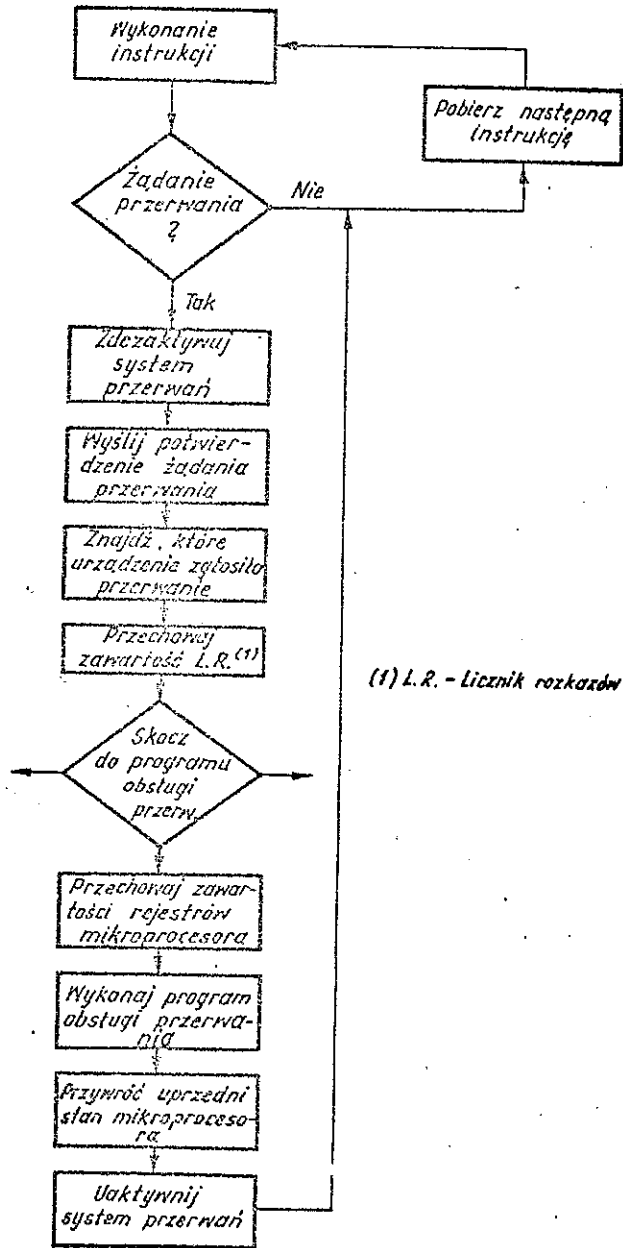 Wykonanie
instrukcji
Pobierz następną
instrukcję
Żądanie
przerwania
?
Nie
Tak
Zdezaktywuj
system
przerwań
Wyślij potwier-
dzenie żądania
przerwania
Znajdź, które
urządzenie zgłosiło
przerwanie
Przechowaj
zawartość L.R.(1)
(1) L.R. - Licznik rozkazów
Skocz
do programu
obsługi
przerw.
Przechowaj zawar-
tości rejestrów
mikroprocesora
Wykonaj program
obsługi przerwa-
nia
Przywróć uprzedni
stan mikroproceso-
ra
Uaktywnij
system przerwań